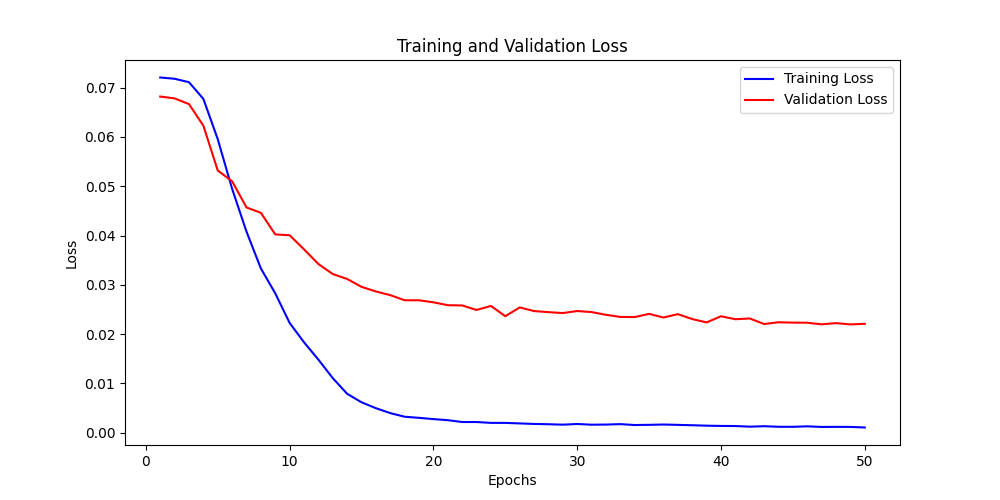 Training and Validation Loss
Training Loss
Validation Loss
0.07
0.06
0.05
0.04
0.03
0.02
0.01
0.00
Loss
0 10 20 30 40 50
Epochs